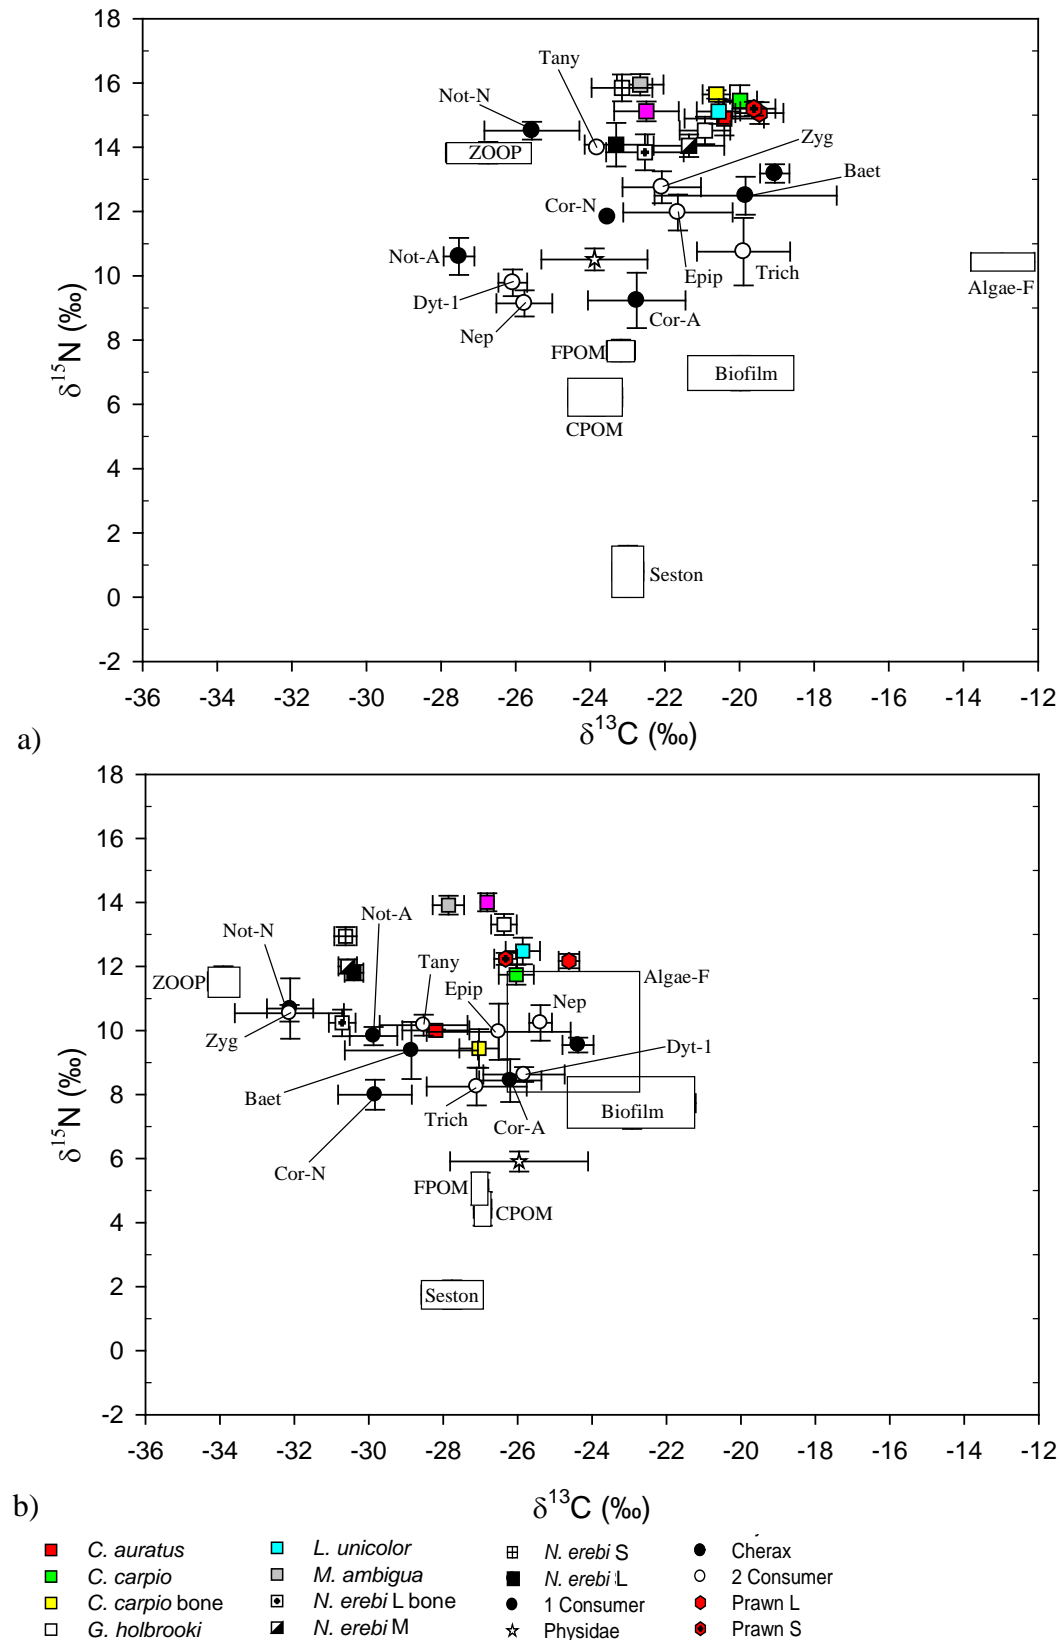 18
16
14
12
10
8
6
4
2
0
-2
δ15N (‰)
Tany
Not-N
ZOOP
Zyg
Baet
Cor-N
Not-A
Epip
Trich
Algae-F
Dyt-1
Nep
Cor-A
FPOM
Biofilm
CPOM
Seston
-36 -34 -32 -30 -28 -26 -24 -22 -20 -18 -16 -14 -12
δ13C (‰)
a)
18
16
14
12
10
8
6
4
2
0
-2
δ15N (‰)
Not-A
Not-N
Tany
ZOOP
Epip
Algae-F
Nep
Zyg
Dyt-1
Baet
Trich
Biofilm
Cor-A
Cor-N
FPOM
CPOM
Seston
-36 -34 -32 -30 -28 -26 -24 -22 -20 -18 -16 -14 -12
b)
δ13C (‰)
C. auratus
C. carpio
C. carpio bone
G. holbrooki
L. unicolor
M. ambigua
N. erebi L bone
N. erebi M
N. erebi S
N. erebi L
1 Consumer
Physidae
Cherax
2 Consumer
Prawn L
Prawn S